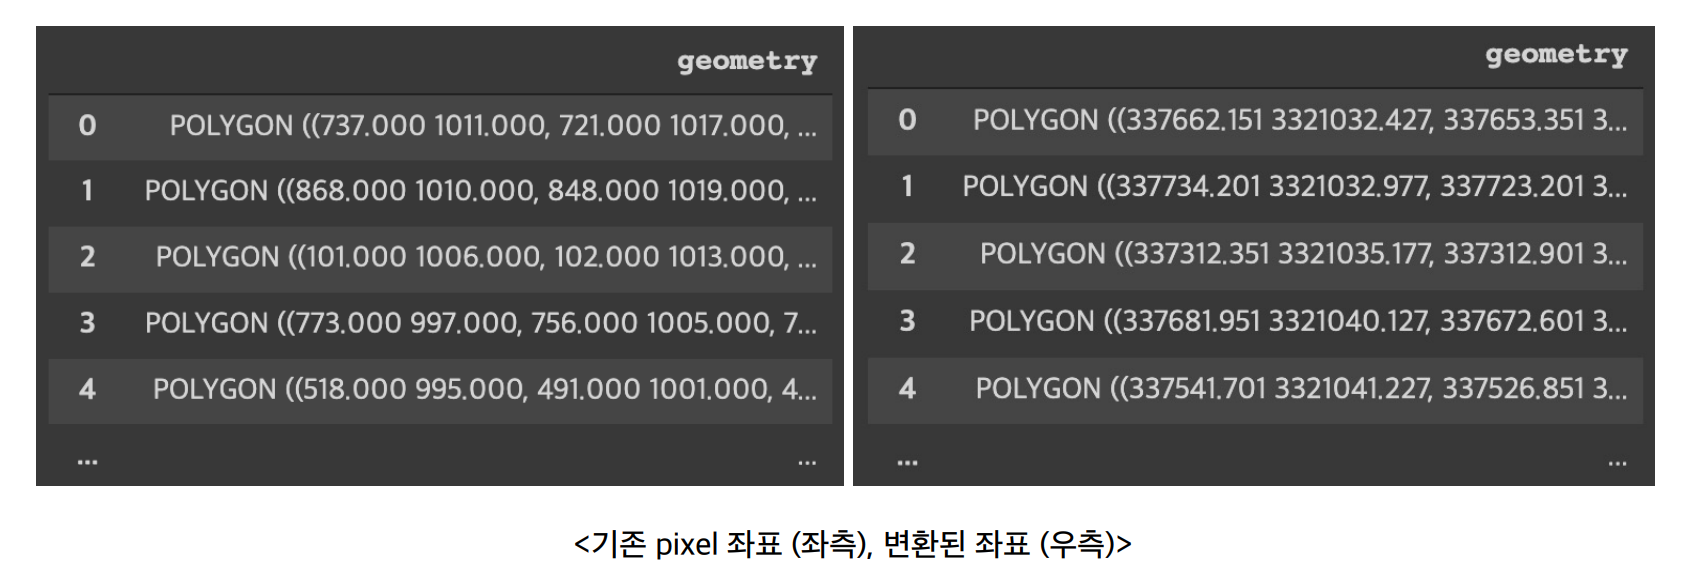 geometry
0 POLYGON ((737.000 1011.000, 721.000 1017.000, ...
1 POLYGON ((868.000 1010.000, 848.000 1019.000, ...
2 POLYGON ((101.000 1006.000, 102.000 1013.000, ...
3 POLYGON ((773.000 997.000, 756.000 1005.000, 7...
4 POLYGON ((518.000 995.000, 491.000 1001.000, 4...
... ...
geometry
0 POLYGON ((337662.151 3321032.427, 337653.351 3...
1 POLYGON ((337734.201 3321032.977, 337723.201 3...
2 POLYGON ((337312.351 3321035.177, 337312.901 3...
3 POLYGON ((337681.951 3321040.127, 337672.601 3...
4 POLYGON ((337541.701 3321041.227, 337526.851 3...
... ...
<기존 pixel 좌표 (좌측), 변환된 좌표 (우측)>